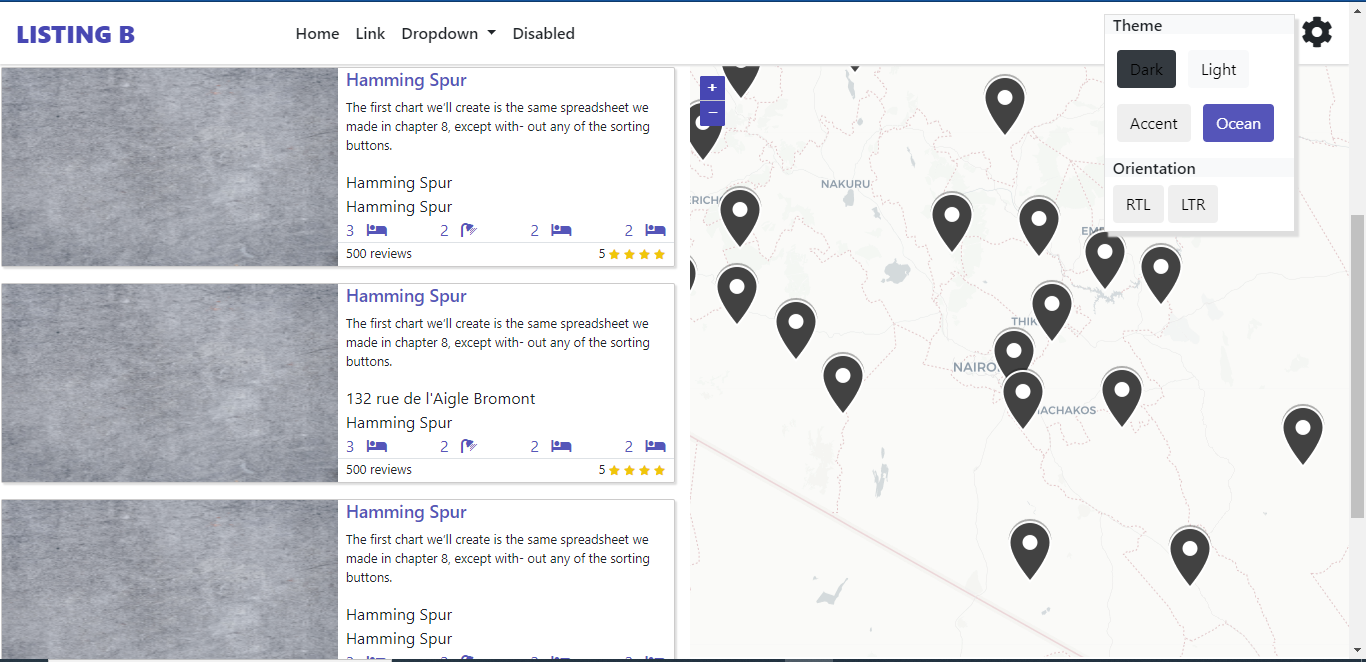 LISTING B
Home Link Dropdown Disabled
Theme
Dark Light
Accent Ocean
Orientation
RTL LTR
Hamming Spur
The first chart we'll create is the same spreadsheet we
made in chapter 8, except with- out any of the sorting
buttons.
Hamming Spur
Hamming Spur
3 2 2 2
500 reviews 5
Hamming Spur
The first chart we'll create is the same spreadsheet we
made in chapter 8, except with- out any of the sorting
buttons.
132 rue de l'Aigle Bromont
Hamming Spur
3 2 2 2
500 reviews 5
Hamming Spur
The first chart we'll create is the same spreadsheet we
made in chapter 8, except with- out any of the sorting
buttons.
Hamming Spur
Hamming Spur
+
−
NAKURU